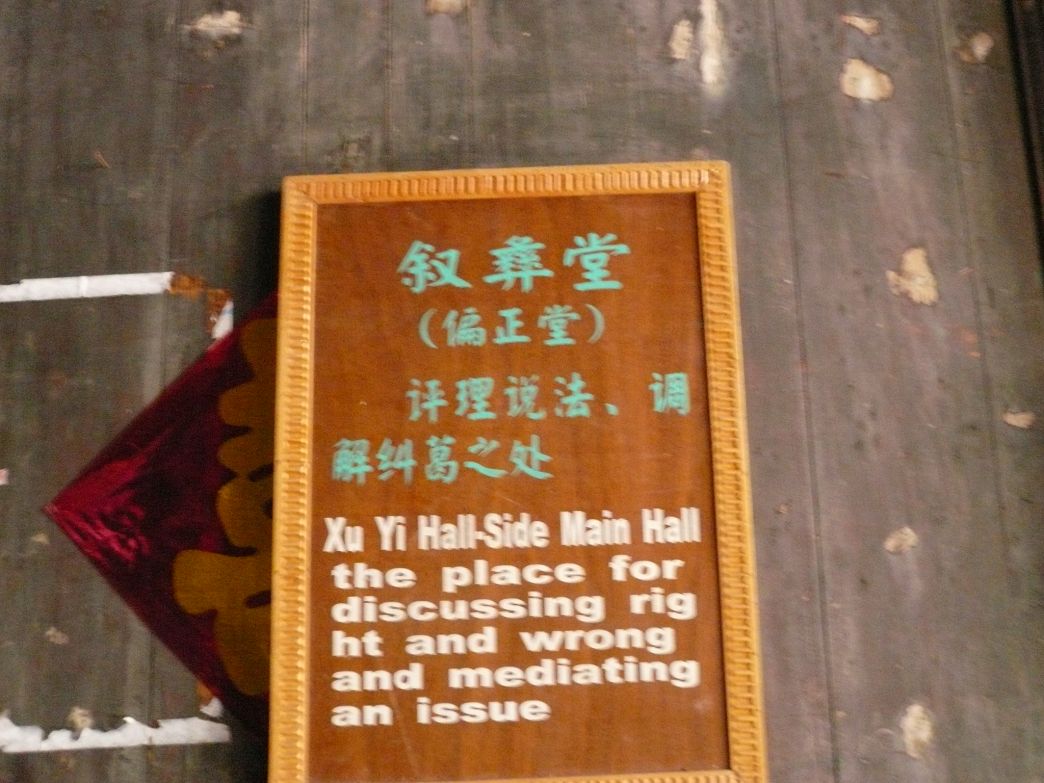 叙彝堂
（偏正堂）
评理说法、调
解纠葛之处
Xu Yi Hall-Side Main Hall
the place for
discussing rig
ht and wrong
and mediating
an issue